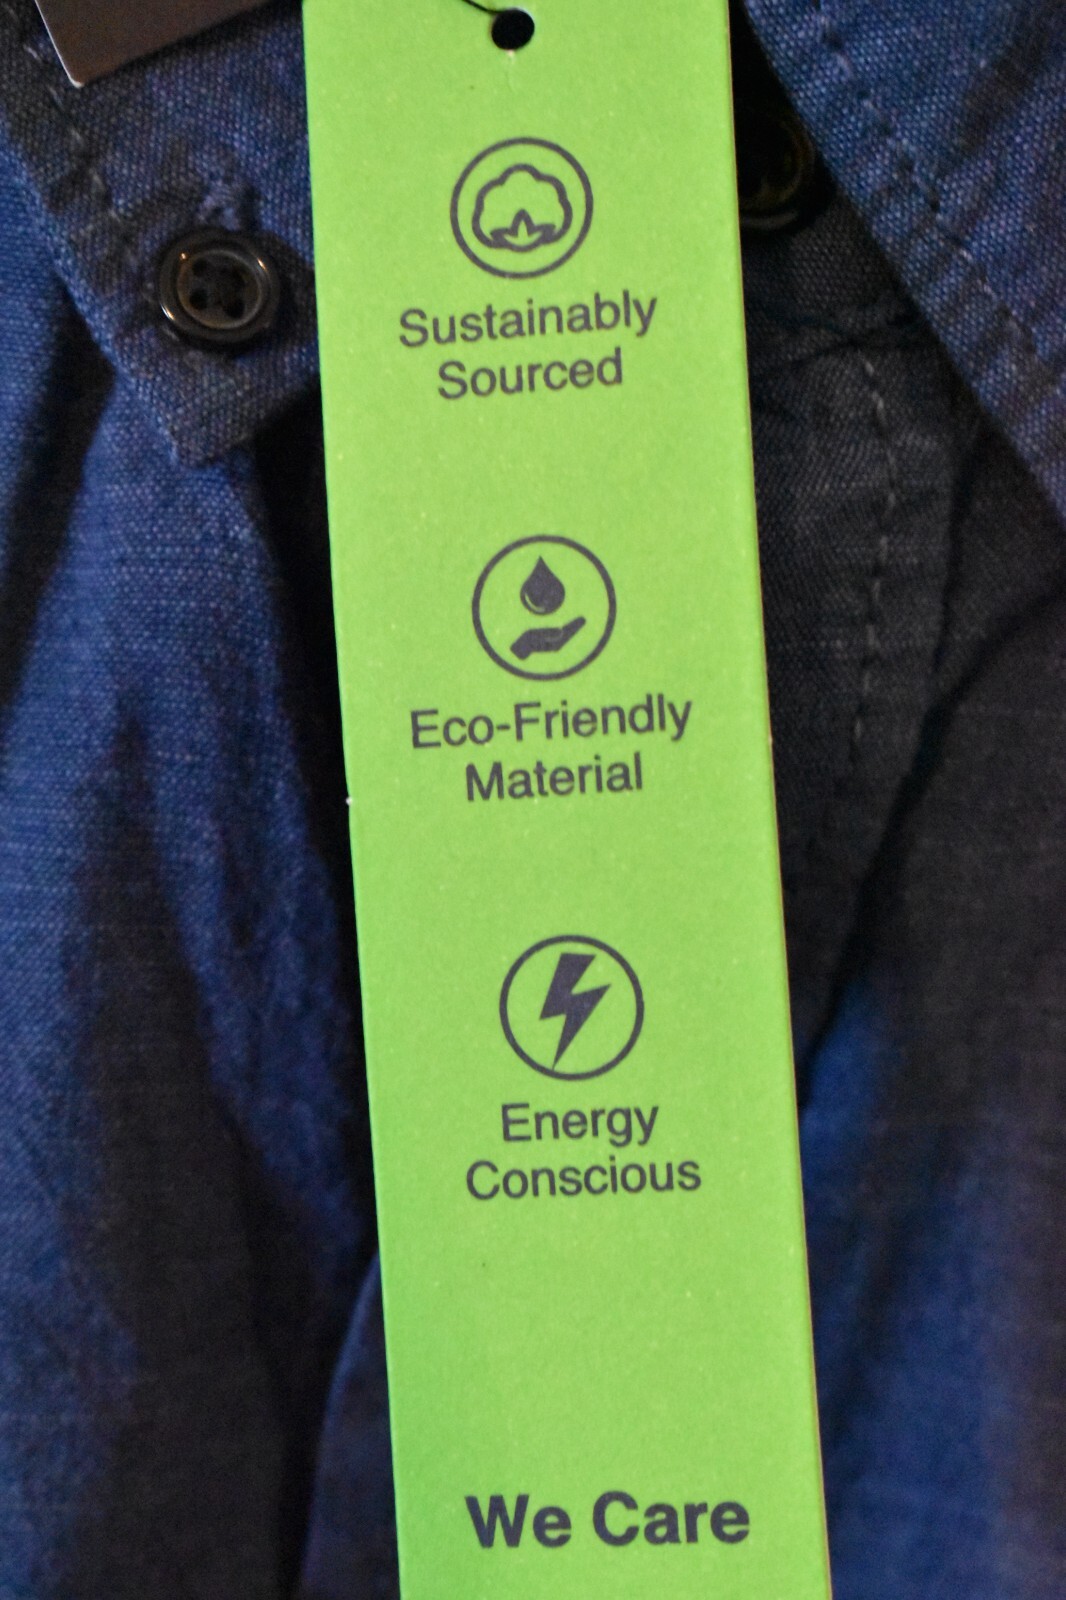 Sustainably
Sourced
Eco-Friendly
Material
Energy
Conscious
We Care